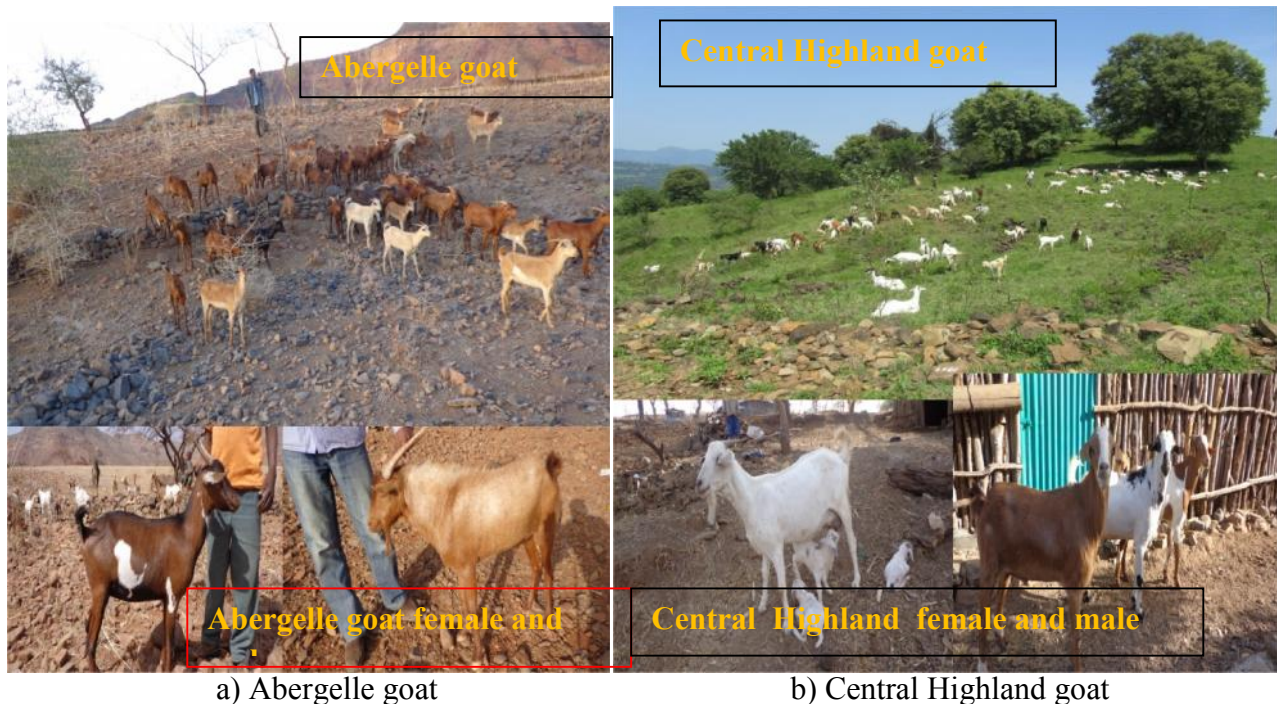 Abergelle goat
Central Highland goat
Abergelle goat female and
Central Highland female and male
a) Abergelle goat
b) Central Highland goat